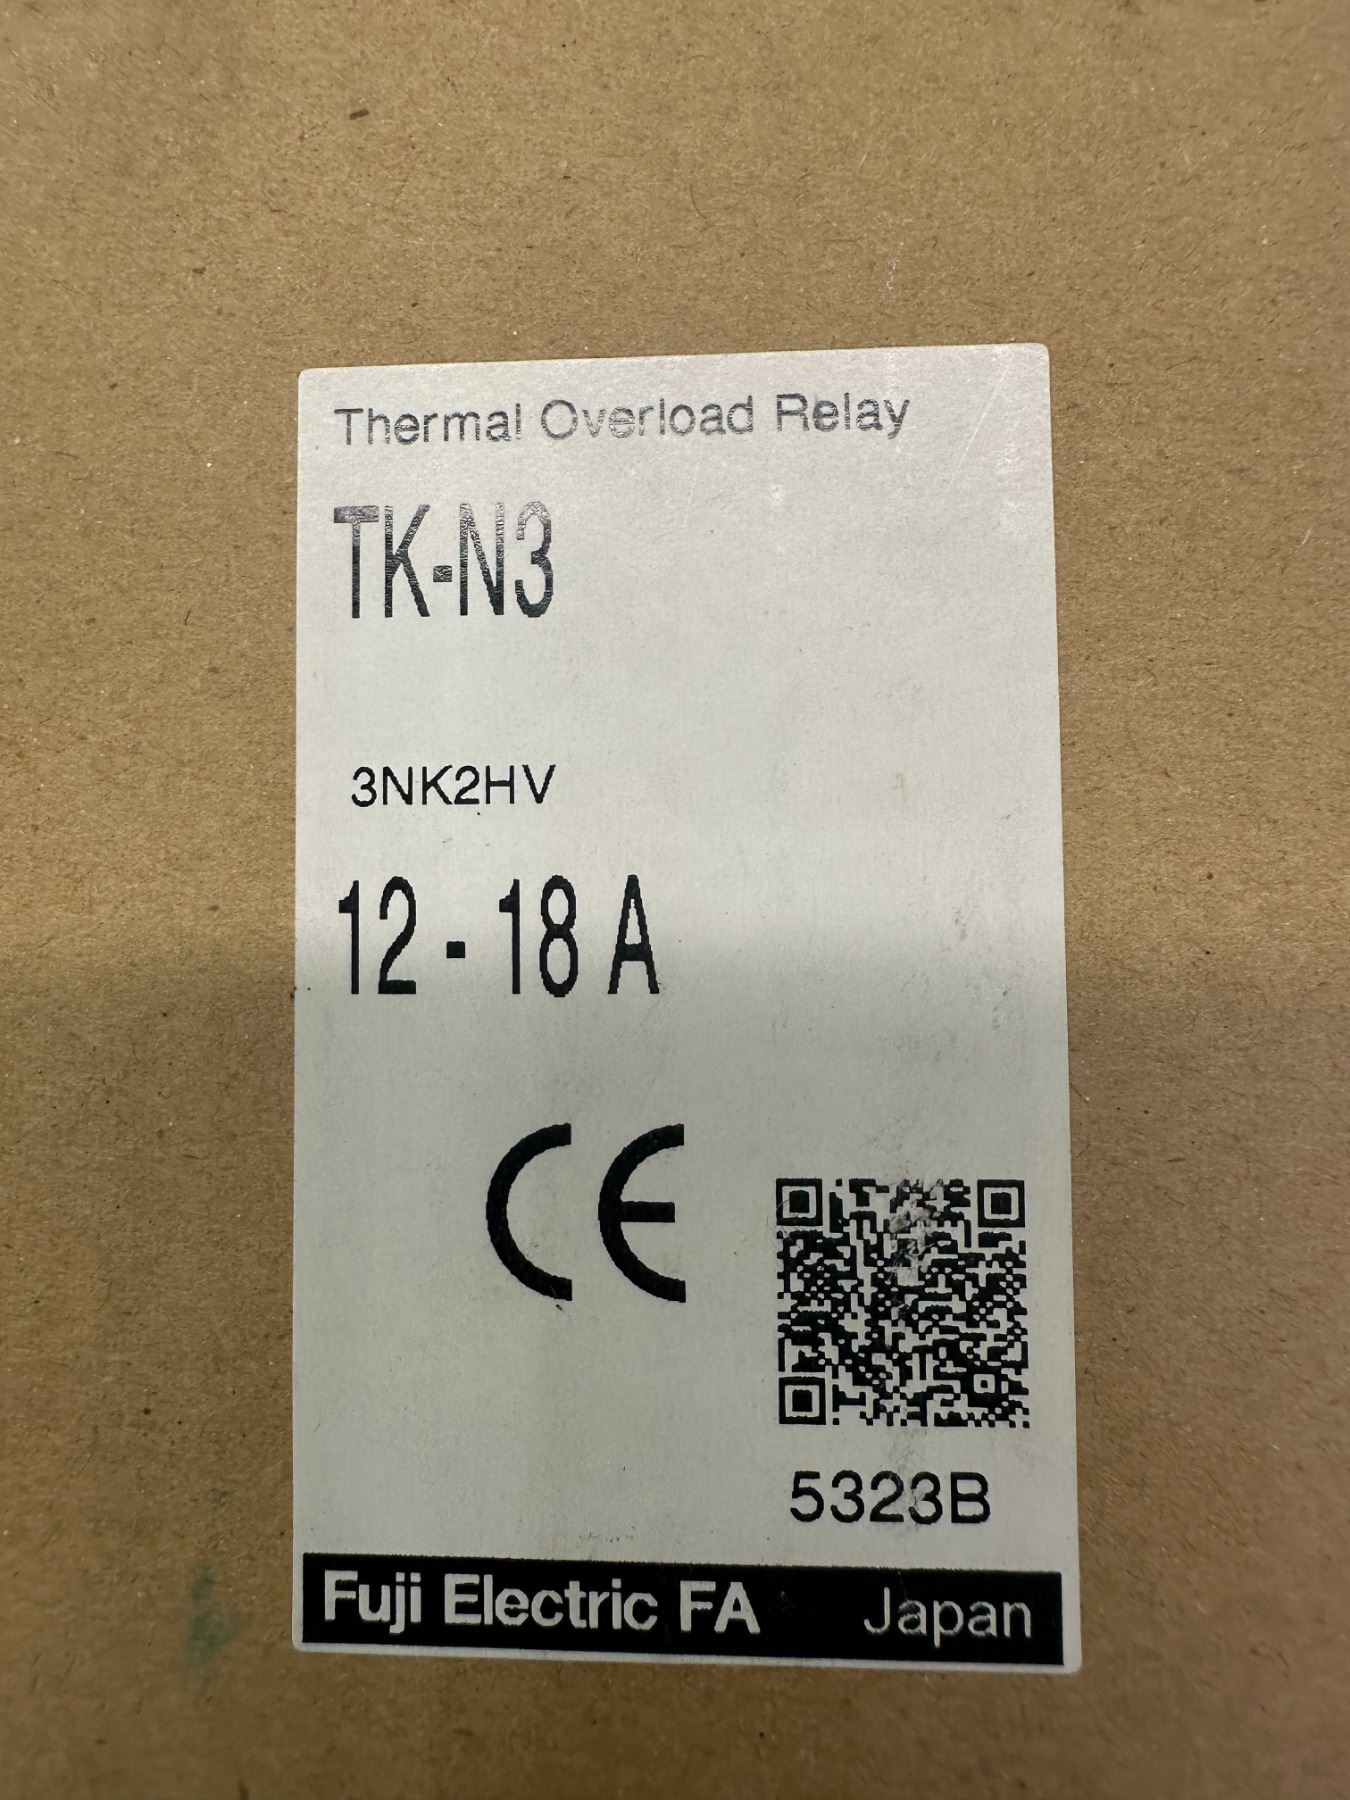 Thermal Overload Relay
TK-N3
3NK2HV
12 - 18 A
CE
5323B
Fuji Electric FA Japan